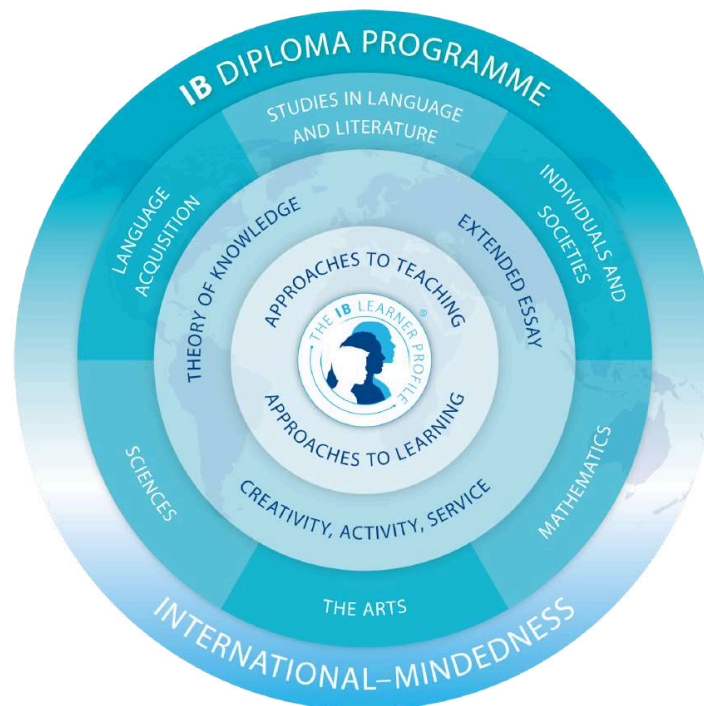 IB DIPLOMA PROGRAMME
STUDIES IN LANGUAGE
AND LITERATURE
LANGUAGE
ACQUISITION
INDIVIDUALS AND
SOCIETIES
THEORY OF KNOWLEDGE
EXTENDED ESSAY
APPROACHES TO TEACHING
THE IB LEARNER PROFILE
®
APPROACHES TO LEARNING
SCIENCES
MATHEMATICS
CREATIVITY, ACTIVITY, SERVICE
THE ARTS
INTERNATIONAL–MINDEDNESS